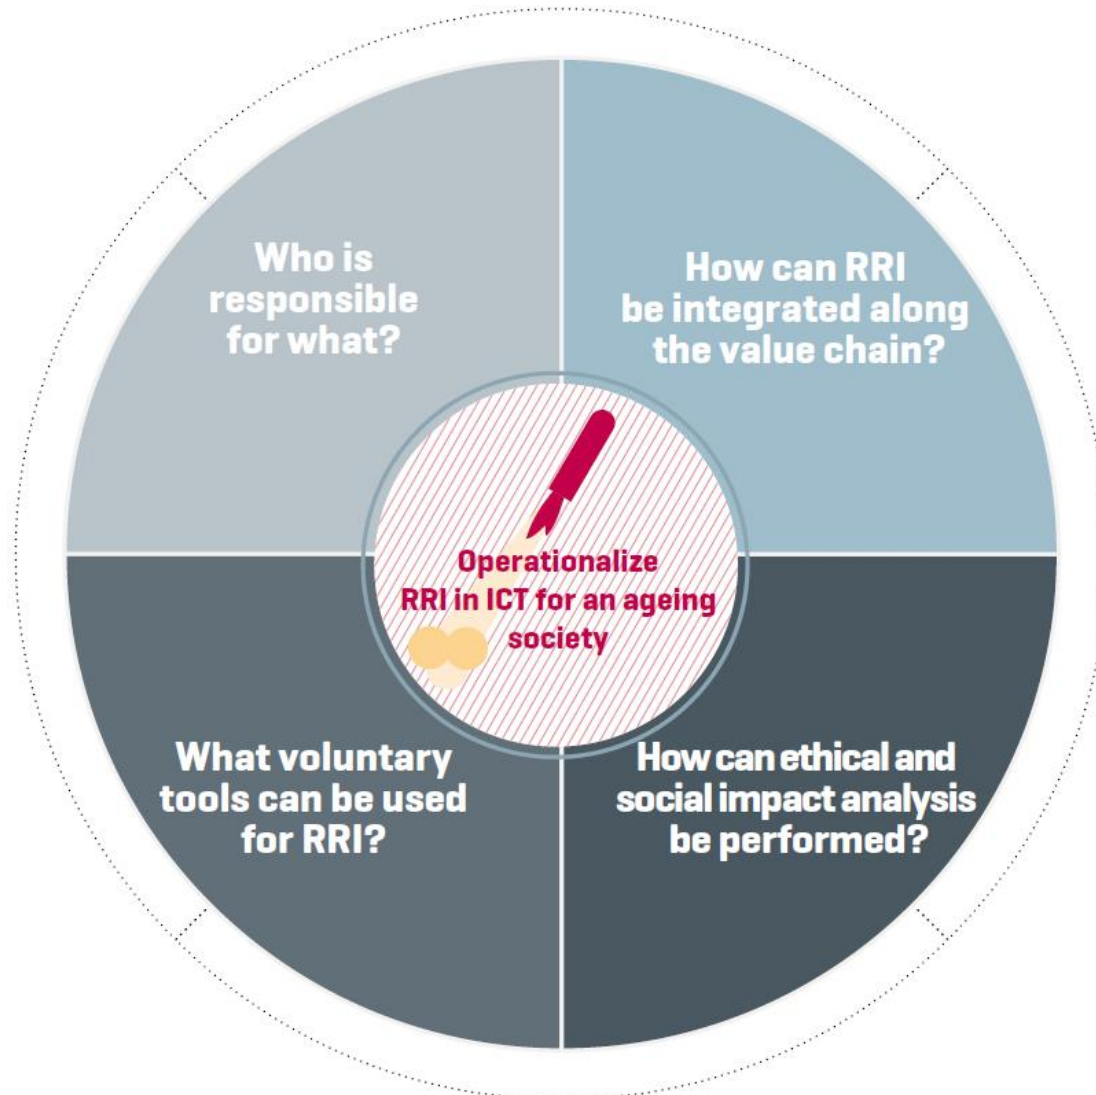 Who is
responsible
for what?
How can RRI
be integrated along
the value chain?
Operationalize
RRI in ICT for an ageing
society
What voluntary
tools can be used
for RRI?
How can ethical and
social impact analysis
be performed?